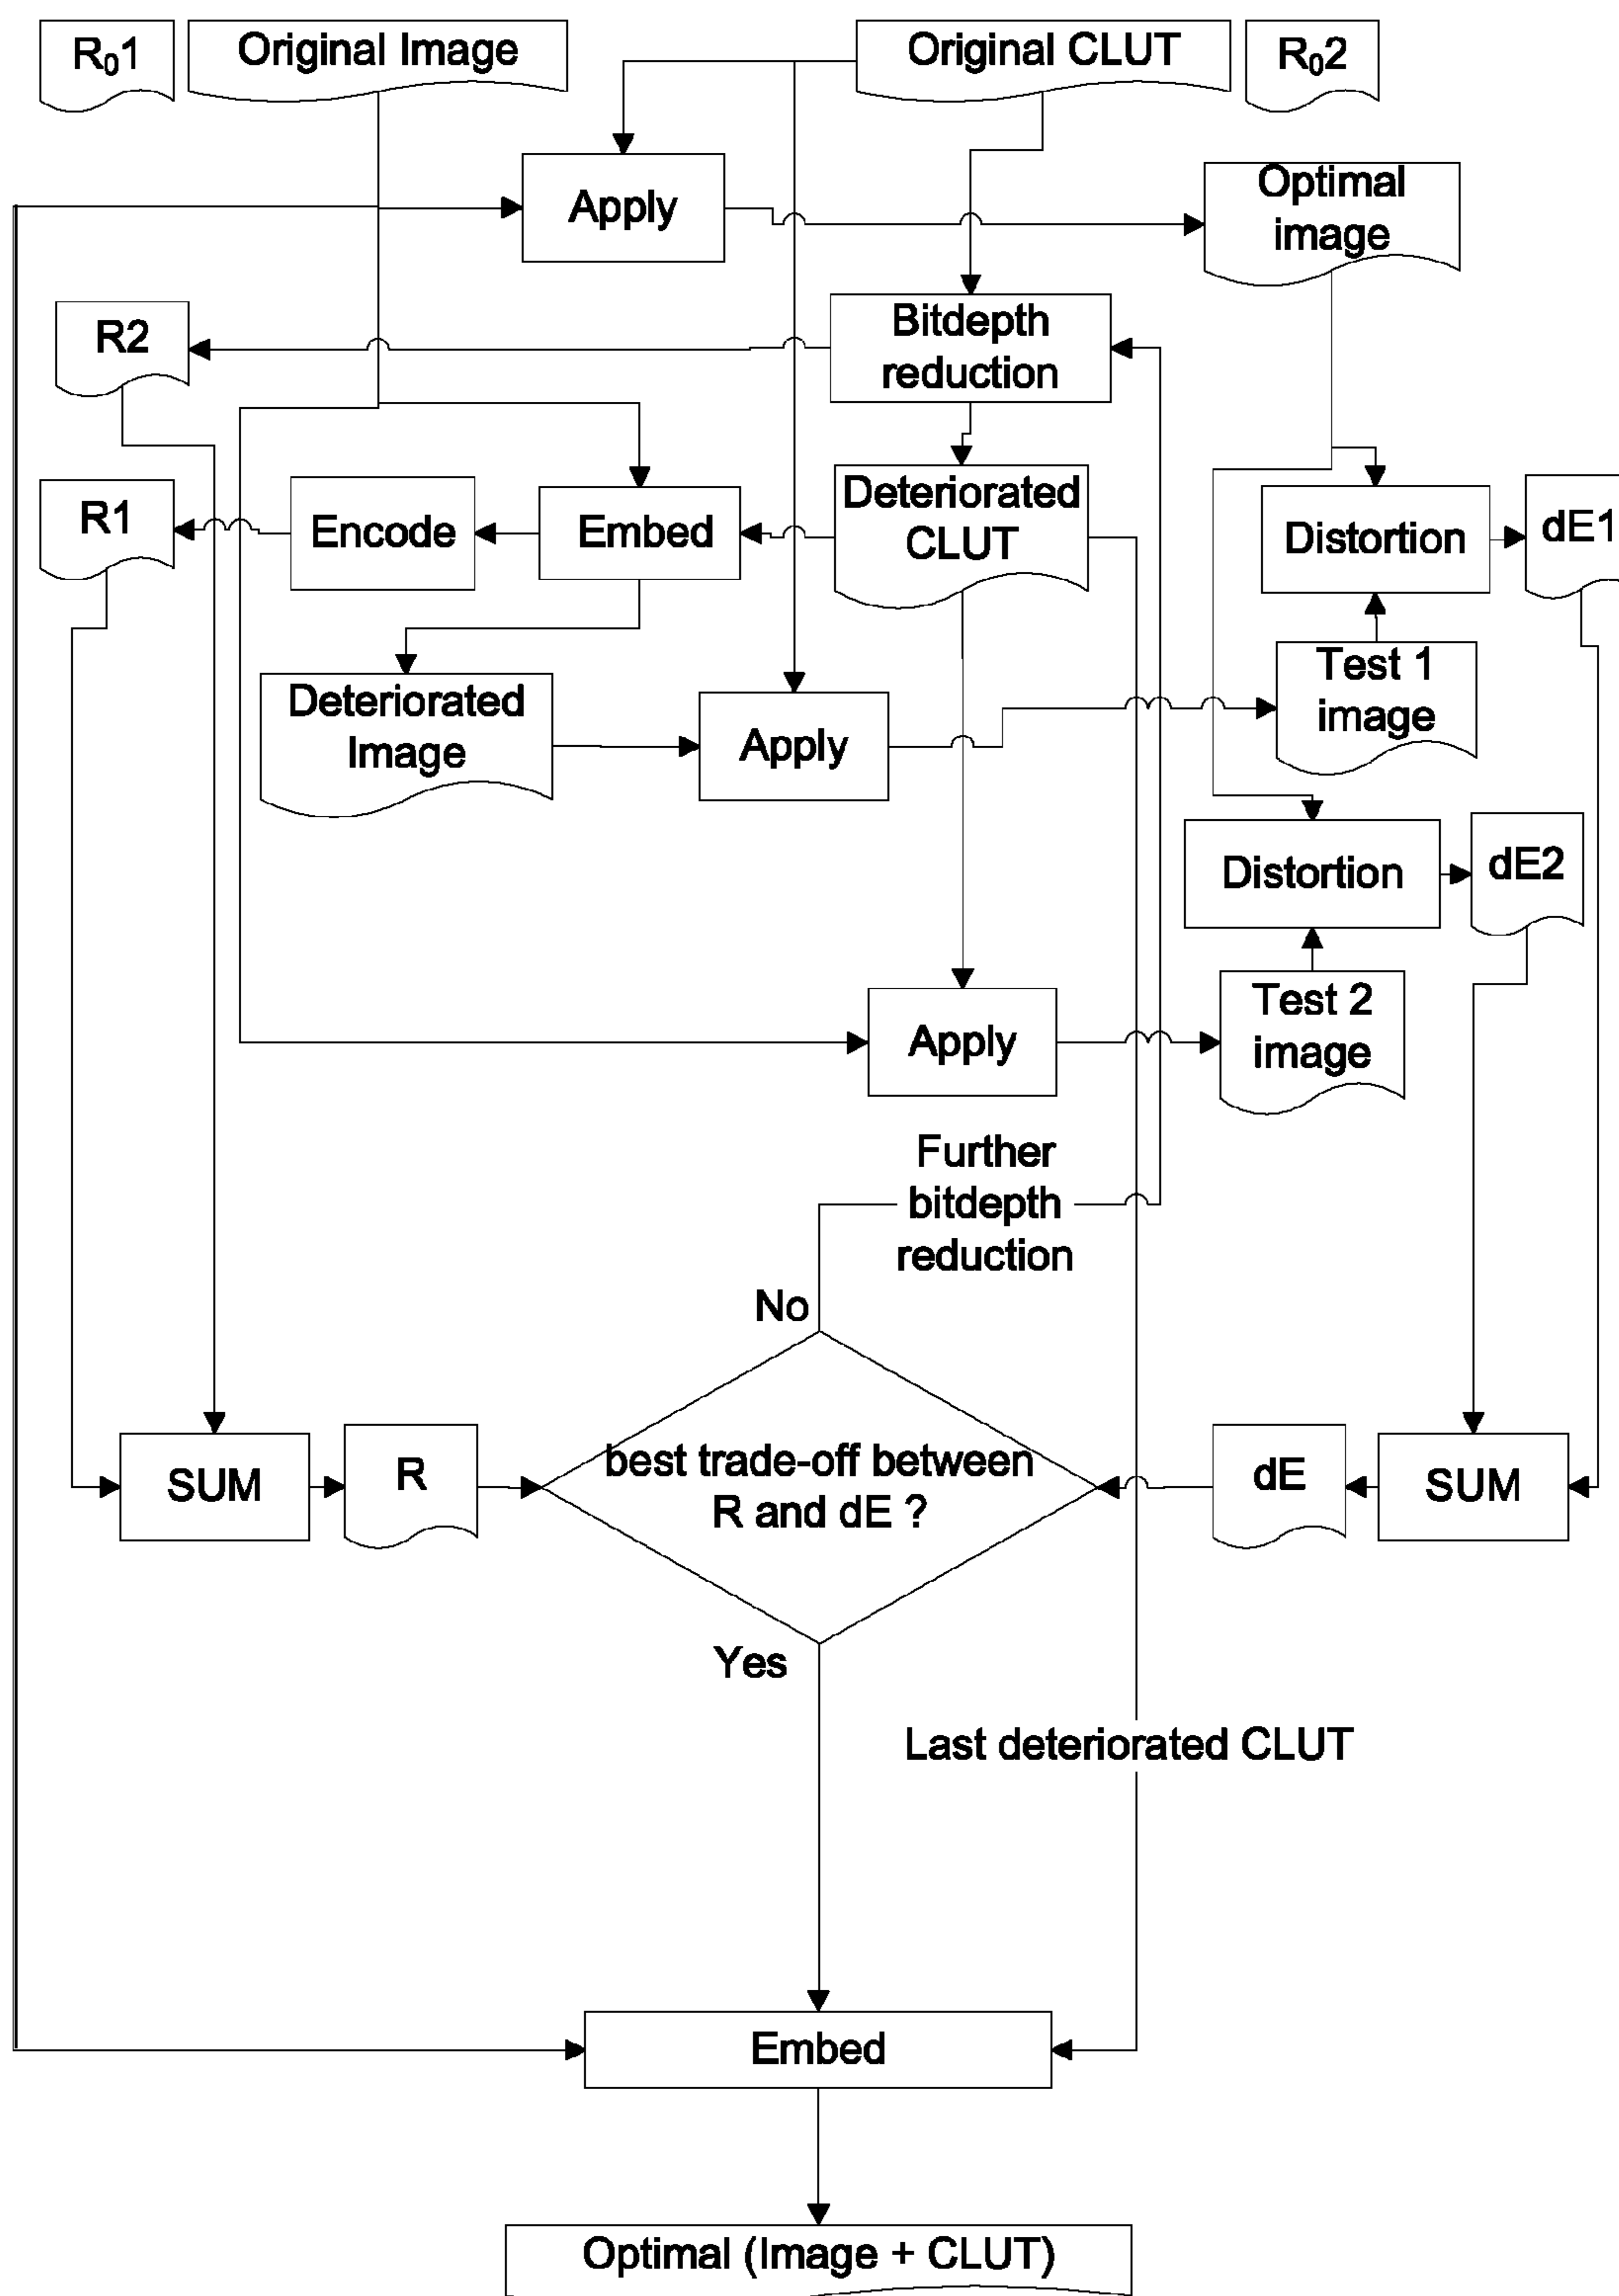 R₀1
Original Image
Original CLUT
R₀2
Apply
Optimal
image
R2
Bitdepth
reduction
R1
Encode
Embed
Deteriorated
CLUT
Distortion
dE1
Deteriorated
Image
Apply
Test 1
image
Distortion
dE2
Apply
Test 2
image
Further
bitdepth
reduction
No
SUM
R
best trade-off between
R and dE ?
dE
SUM
Yes
Last deteriorated CLUT
Embed
Optimal (Image + CLUT)